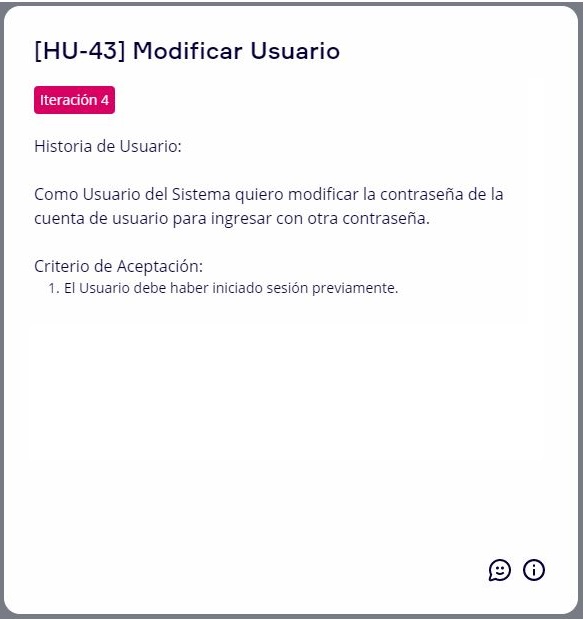 [HU-43] Modificar Usuario
Iteración 4
Historia de Usuario:
Como Usuario del Sistema quiero modificar la contraseña de la
cuenta de usuario para ingresar con otra contraseña.
Criterio de Aceptación:
1. El Usuario debe haber iniciado sesión previamente.